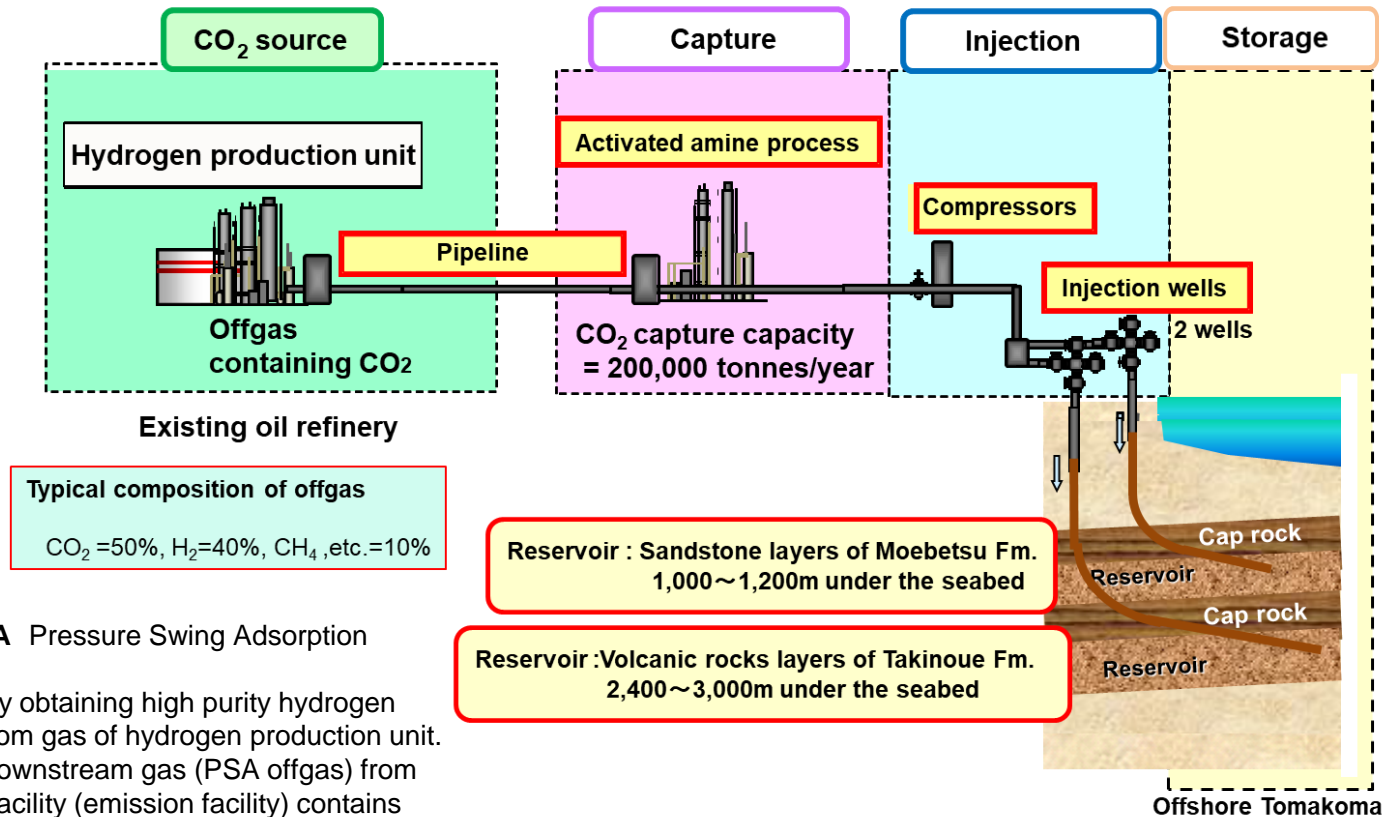 CO₂ source
Capture
Injection
Storage
Hydrogen production unit
Activated amine process
Compressors
Pipeline
Injection wells
2 wells
Offgas
containing CO2
CO₂ capture capacity
= 200,000 tonnes/year
Existing oil refinery
Typical composition of offgas
CO₂ =50%, H₂=40%, CH₄ ,etc.=10%
Reservoir : Sandstone layers of Moebetsu Fm.
1,000～1,200m under the seabed
Cap rock
Reservoir
Cap rock
Reservoir
Reservoir :Volcanic rocks layers of Takinoue Fm.
2,400～3,000m under the seabed
A Pressure Swing Adsorption
y obtaining high purity hydrogen
om gas of hydrogen production unit.
ownstream gas (PSA offgas) from
acility (emission facility) contains
Offshore Tomakoma